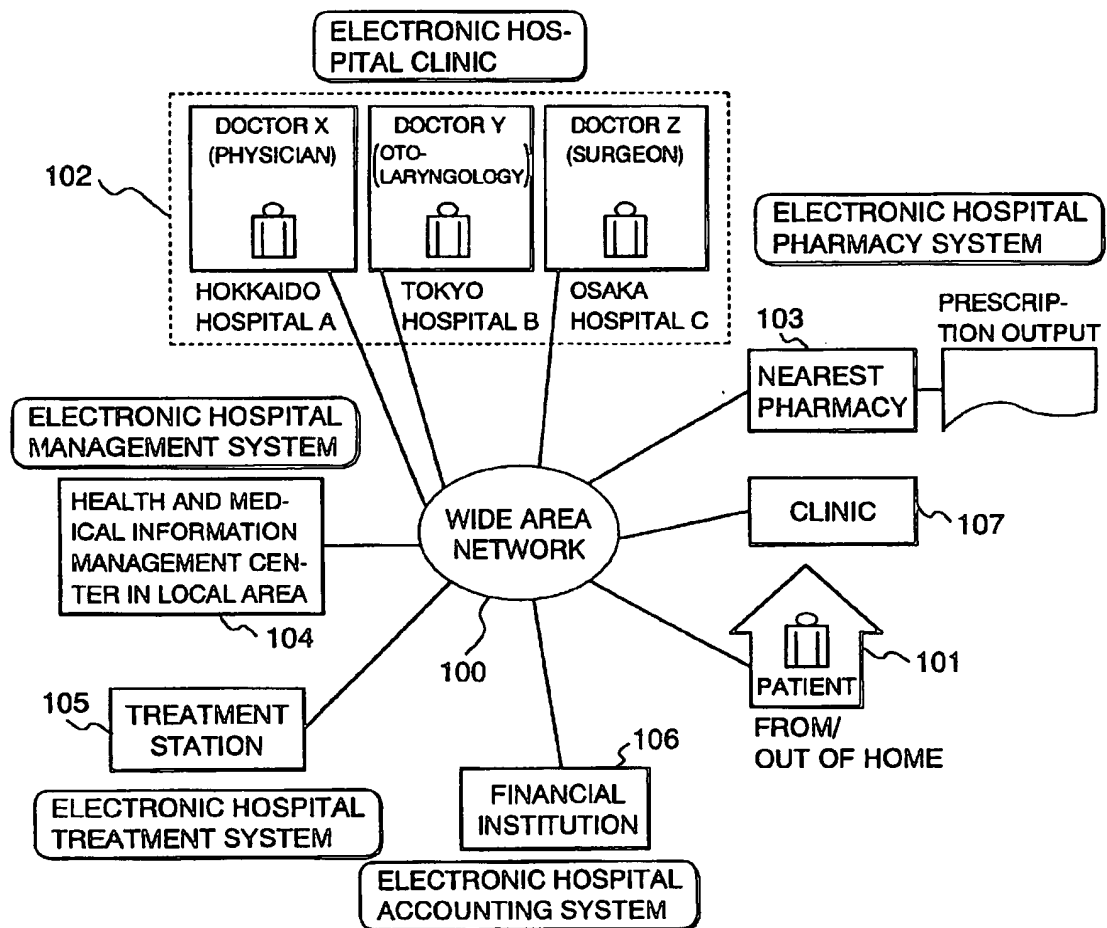 ELECTRONIC HOS-
PITAL CLINIC
DOCTOR X
(PHYSICIAN)
DOCTOR Y
(OTO-
LARYNGOLOGY)
DOCTOR Z
(SURGEON)
102
HOKKAIDO
HOSPITAL A
TOKYO
HOSPITAL B
OSAKA
HOSPITAL C
ELECTRONIC HOSPITAL
PHARMACY SYSTEM
103
NEAREST
PHARMACY
PRESCRIP-
TION OUTPUT
ELECTRONIC HOSPITAL
MANAGEMENT SYSTEM
HEALTH AND MED-
ICAL INFORMATION
MANAGEMENT CEN-
TER IN LOCAL AREA
104
WIDE AREA
NETWORK
100
CLINIC
107
PATIENT
101
FROM/
OUT OF HOME
105
TREATMENT
STATION
ELECTRONIC HOSPITAL
TREATMENT SYSTEM
106
FINANCIAL
INSTITUTION
ELECTRONIC HOSPITAL
ACCOUNTING SYSTEM